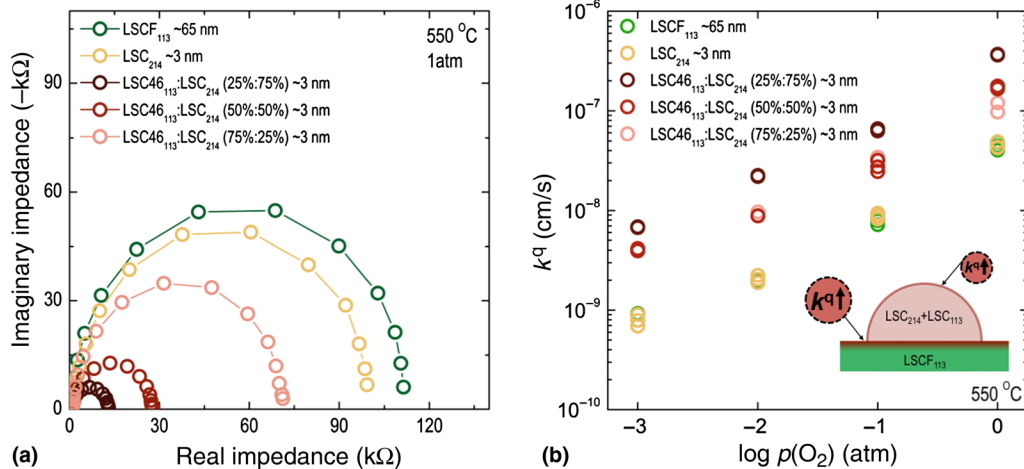 LSCF₁₁₃ ~65 nm
LSC₂₁₄ ~3 nm
LSC46₁₁₃:LSC₂₁₄ (25%:75%) ~3 nm
LSC46₁₁₃:LSC₂₁₄ (50%:50%) ~3 nm
LSC46₁₁₃:LSC₂₁₄ (75%:25%) ~3 nm
550 °C
1atm
Imaginary impedance (–kΩ)
90
60
30
0
0 30 60 90 120
Real impedance (kΩ)
(a)
LSCF₁₁₃ ~65 nm
LSC₂₁₄ ~3 nm
LSC46₁₁₃:LSC₂₁₄ (25%:75%) ~3 nm
LSC46₁₁₃:LSC₂₁₄ (50%:50%) ~3 nm
LSC46₁₁₃:LSC₂₁₄ (75%:25%) ~3 nm
kq (cm/s)
10⁻⁶
10⁻⁷
10⁻⁸
10⁻⁹
10⁻¹⁰
kq↑
kq↑
LSC₂₁₄+LSC₁₁₃
LSCF₁₁₃
550 °C
−3 −2 −1 0
log p(O₂) (atm)
(b)